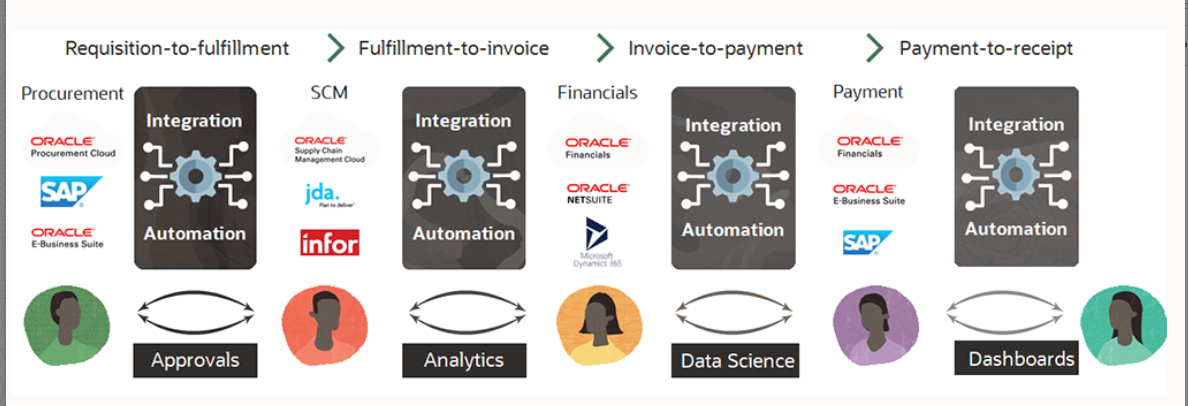 Requisition-to-fulfillment
Fulfillment-to-invoice
Invoice-to-payment
Payment-to-receipt
Procurement
ORACLE
Procurement Cloud
SAP
ORACLE
E-Business Suite
Integration
Automation
SCM
ORACLE
Supply Chain
Management Cloud
jda.
Plan to deliver
infor
Integration
Automation
Financials
ORACLE
Financials
ORACLE
NETSUITE
Microsoft
Dynamics 365
Integration
Automation
Payment
ORACLE
Financials
ORACLE
E-Business Suite
SAP
Integration
Automation
Approvals
Analytics
Data Science
Dashboards